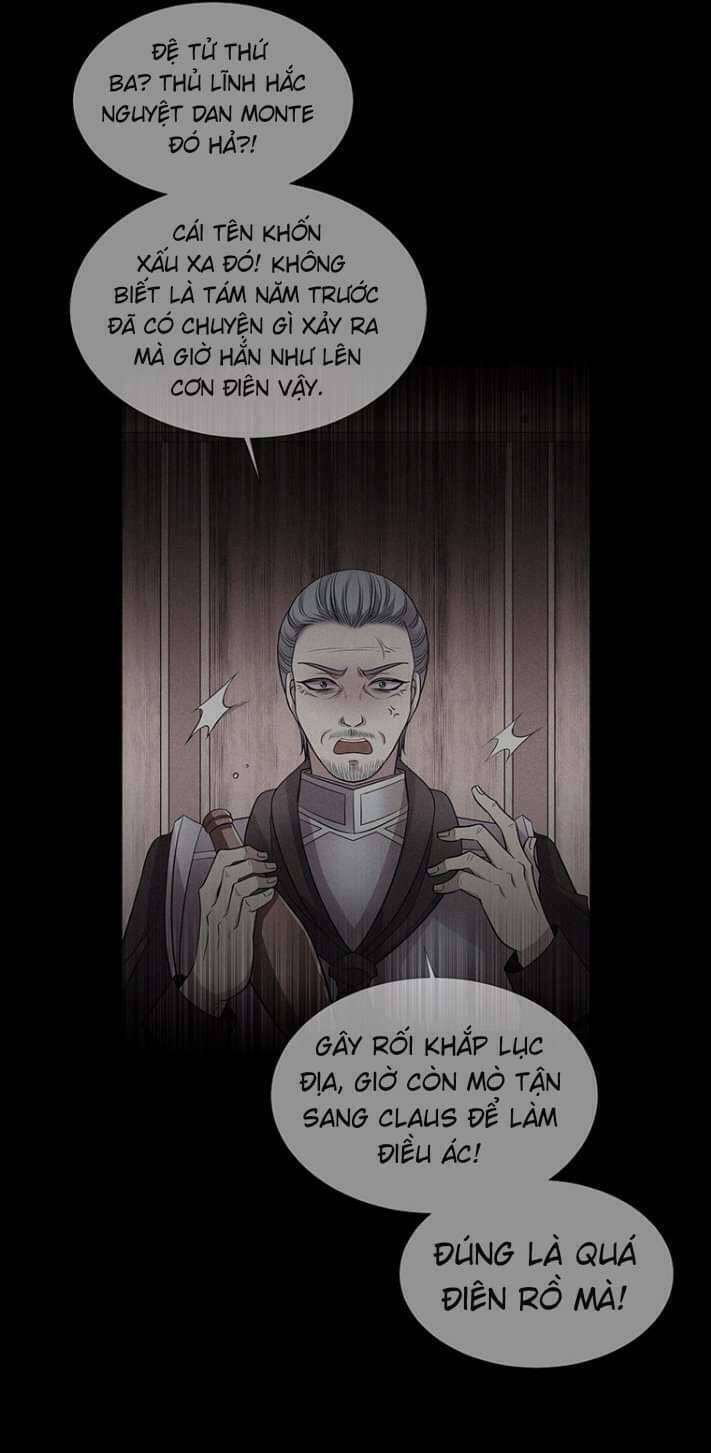 ĐỆ TỬ THỨ
BA? THỦ LĨNH HẮC
NGUYỆT DAN MONTE
ĐÓ HẢ?!
CÁI TÊN KHỐN
XẤU XA ĐÓ! KHÔNG
BIẾT LÀ TÁM NĂM TRƯỚC
ĐÃ CÓ CHUYỆN GÌ XẢY RA
MÀ GIỜ HẮN NHƯ LÊN
CƠN ĐIÊN VẬY.
GÂY RỐI KHẮP LỤC
ĐỊA, GIỜ CÒN MÒ TẬN
SANG CLAUS ĐỂ LÀM
ĐIỀU ÁC!
ĐÚNG LÀ QUÁ
ĐIÊN RỒ MÀ!